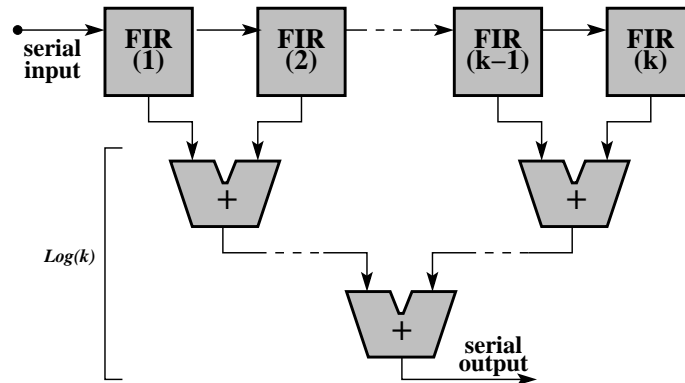 FIR
(1)
FIR
(2)
FIR
(k−1)
FIR
(k)
serial
input
+
+
Log(k)
+
serial
output